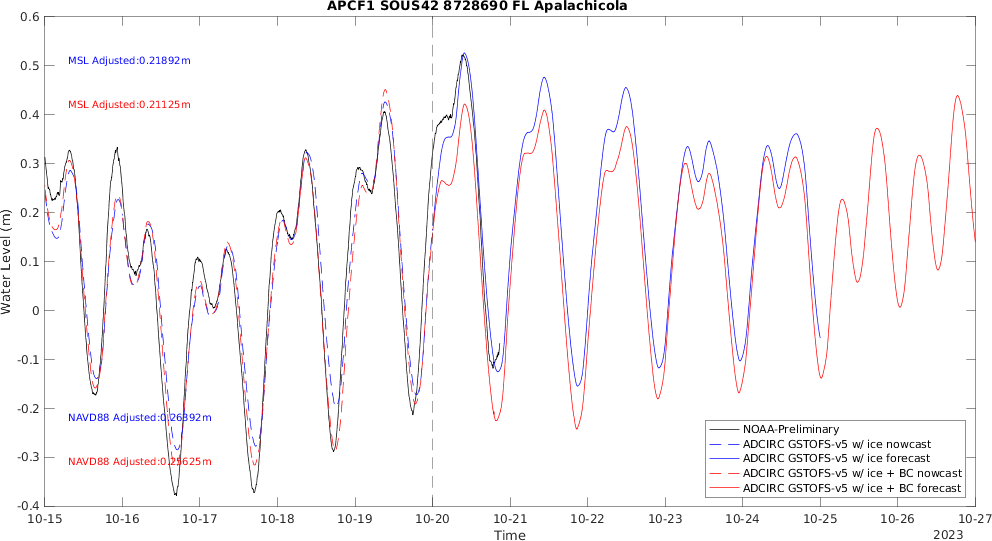 APCF1 SOUS42 8728690 FL Apalachicola
0.6
0.5
0.4
0.3
0.2
0.1
0
-0.1
-0.2
-0.3
-0.4
Water Level (m)
MSL Adjusted:0.21892m
MSL Adjusted:0.21125m
NAVD88 Adjusted:0.26392m
NAVD88 Adjusted:0.25625m
NOAA-Preliminary
ADCIRC GSTOFS-v5 w/ ice nowcast
ADCIRC GSTOFS-v5 w/ ice forecast
ADCIRC GSTOFS-v5 w/ ice + BC nowcast
ADCIRC GSTOFS-v5 w/ ice + BC forecast
10-15 10-16 10-17 10-18 10-19 10-20 10-21 10-22 10-23 10-24 10-25 10-26 10-27
Time
2023